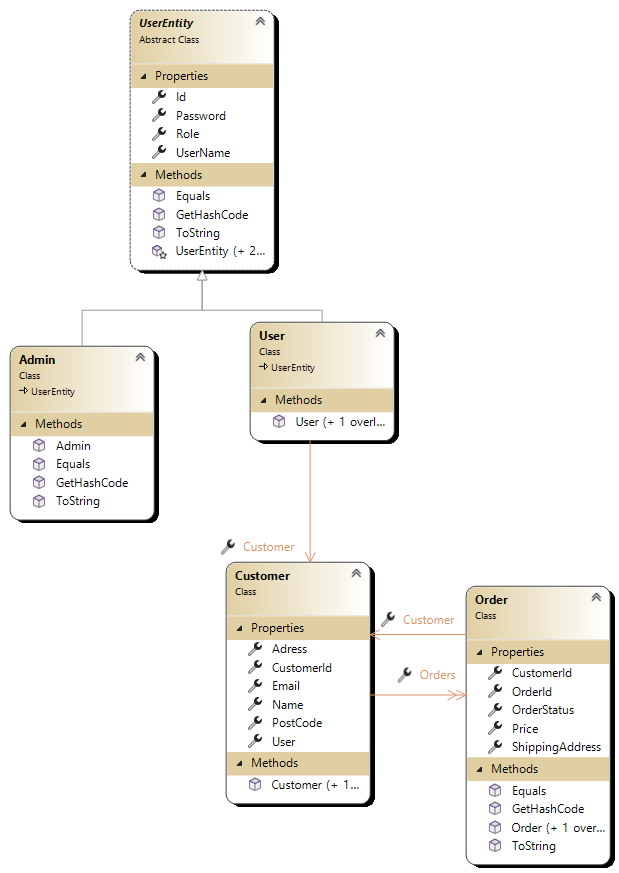 UserEntity
Abstract Class
Properties
Id
Password
Role
UserName
Methods
Equals
GetHashCode
ToString
UserEntity (+ 2...
Admin
Class
UserEntity
Methods
Admin
Equals
GetHashCode
ToString
User
Class
UserEntity
Methods
User (+ 1 overl...
Customer
Customer
Class
Properties
Adress
CustomerId
Email
Name
PostCode
User
Methods
Customer (+ 1...
Customer
Orders
Order
Class
Properties
CustomerId
OrderId
OrderStatus
Price
ShippingAddress
Methods
Equals
GetHashCode
Order (+ 1 over...
ToString